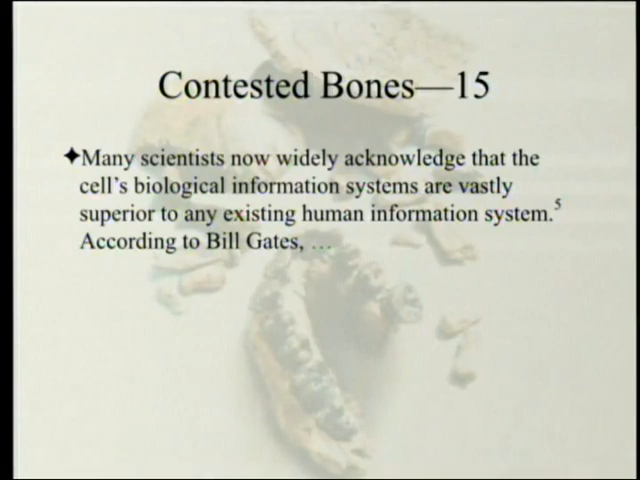 Contested Bones—15
✦Many scientists now widely acknowledge that the
cell's biological information systems are vastly
superior to any existing human information system.5
According to Bill Gates, …